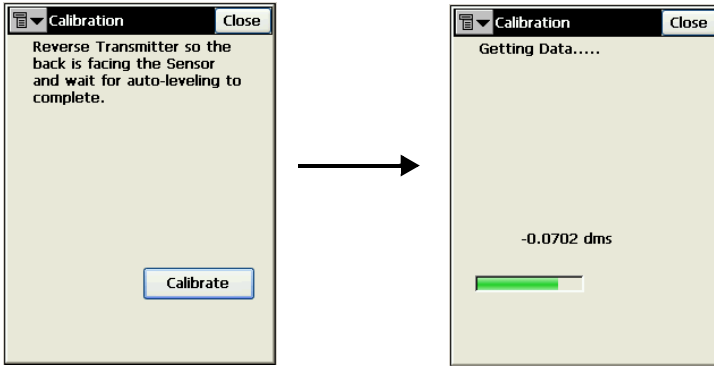 Calibration Close
Reverse Transmitter so the
back is facing the Sensor
and wait for auto-leveling to
complete.
Calibrate
Calibration Close
Getting Data.....
-0.0702 dms